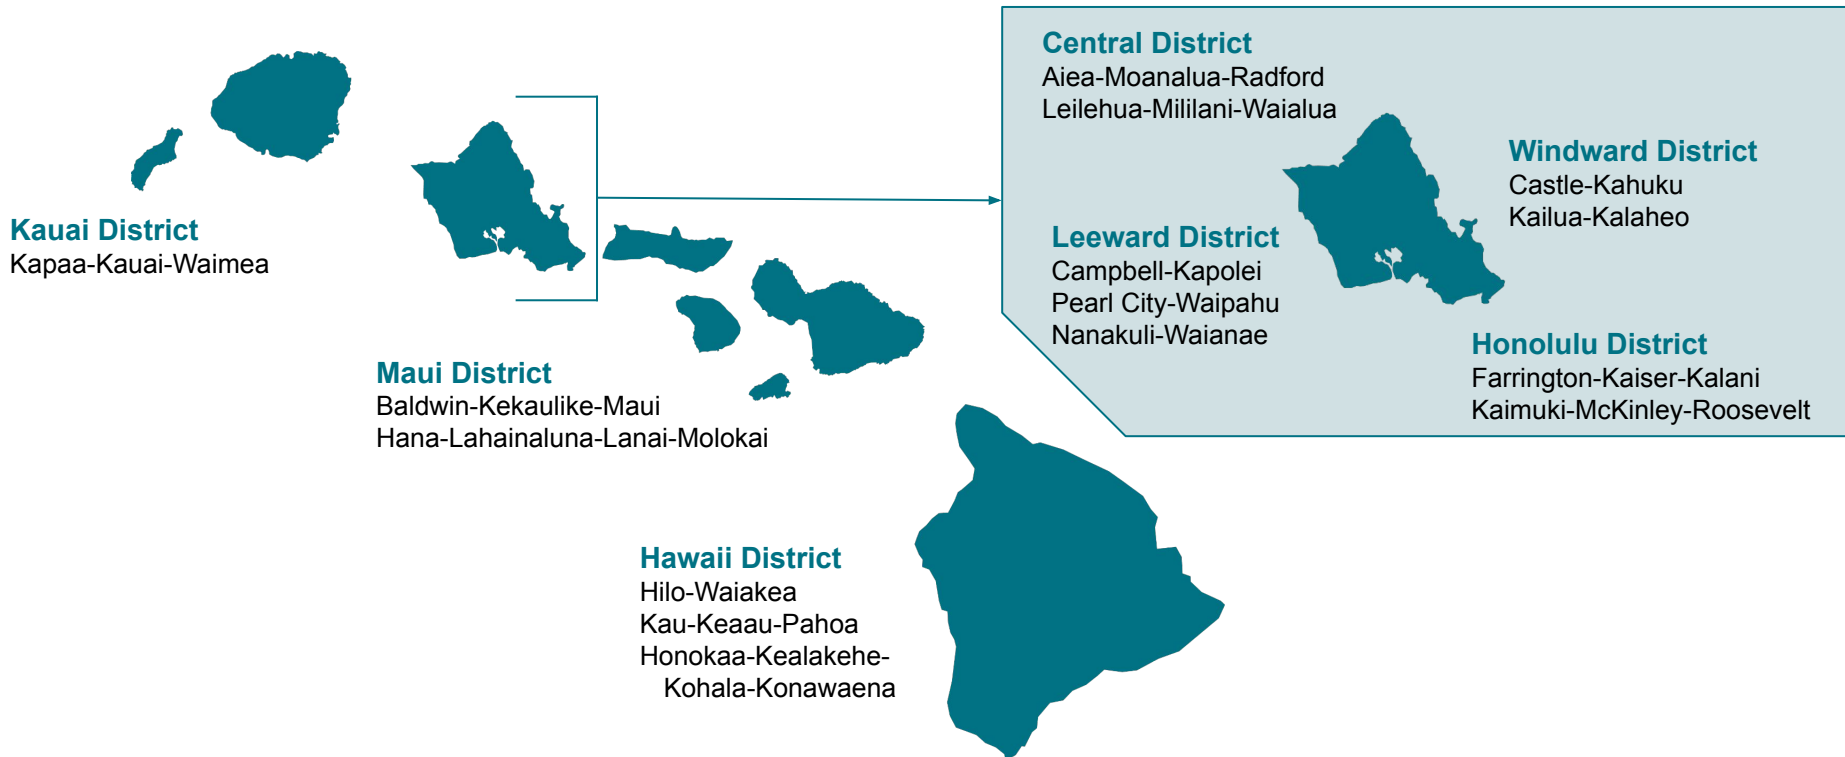 Kauai District
Kapaa-Kauai-Waimea
Maui District
Baldwin-Kekaulike-Maui
Hana-Lahainaluna-Lanai-Molokai
Hawaii District
Hilo-Waiakea
Kau-Keaau-Pahoa
Honokaa-Kealakehe-
Kohala-Konawaena
Central District
Aiea-Moanalua-Radford
Leilehua-Mililani-Waialua
Windward District
Castle-Kahuku
Kailua-Kalaheo
Leeward District
Campbell-Kapolei
Pearl City-Waipahu
Nanakuli-Waianae
Honolulu District
Farrington-Kaiser-Kalani
Kaimuki-McKinley-Roosevelt